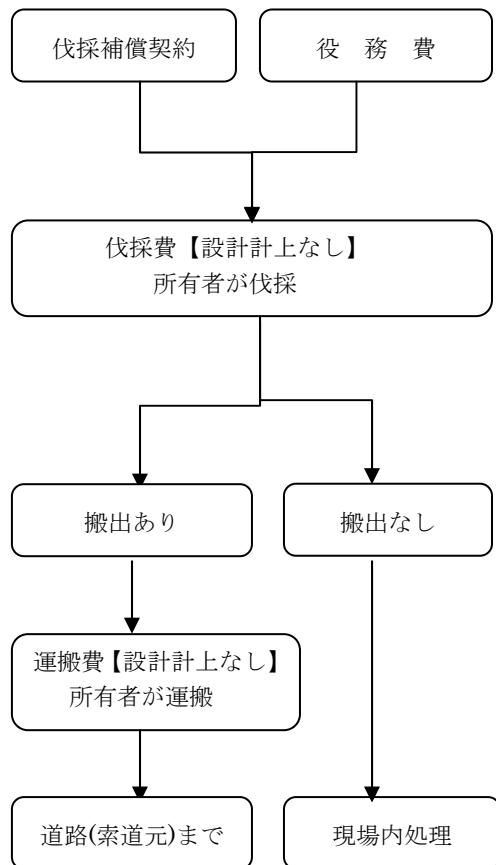 伐採補償契約
役　務　費
伐採費【設計計上なし】
所有者が伐採
搬出あり
搬出なし
運搬費【設計計上なし】
所有者が運搬
道路(索道元)まで
現場内処理